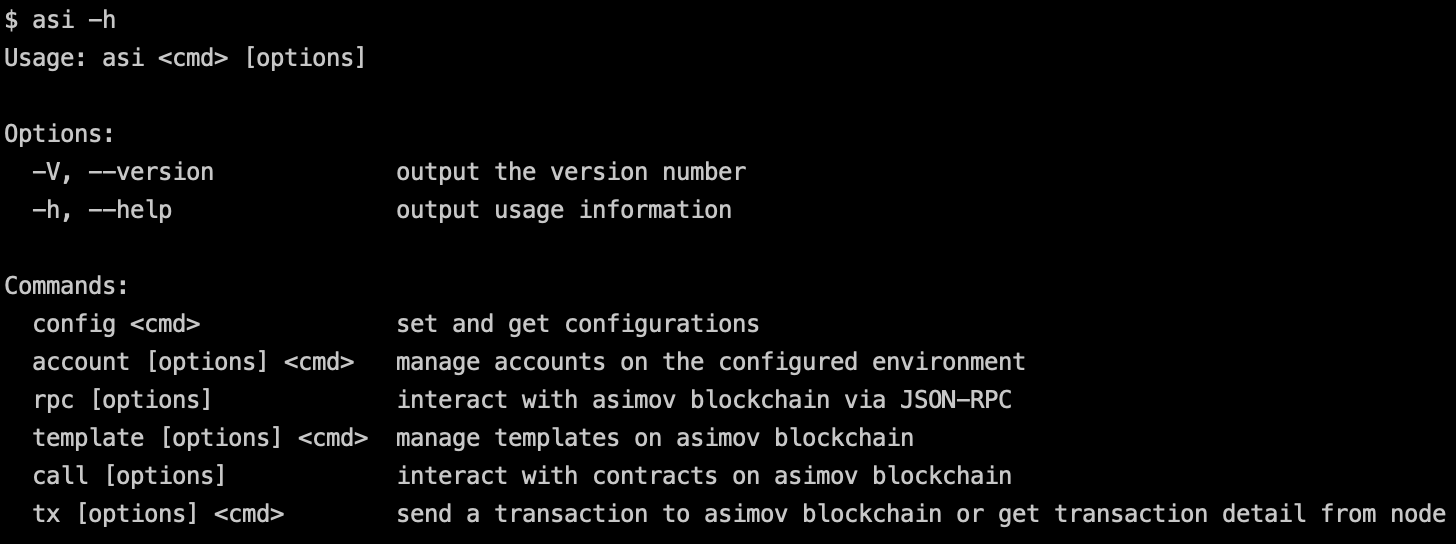 $ asi -h
Usage: asi <cmd> [options]
Options:
  -V, --version             output the version number
  -h, --help                output usage information
Commands:
  config <cmd>              set and get configurations
  account [options] <cmd>   manage accounts on the configured environment
  rpc [options]             interact with asimov blockchain via JSON-RPC
  template [options] <cmd>  manage templates on asimov blockchain
  call [options]            interact with contracts on asimov blockchain
  tx [options] <cmd>        send a transaction to asimov blockchain or get transaction detail from node